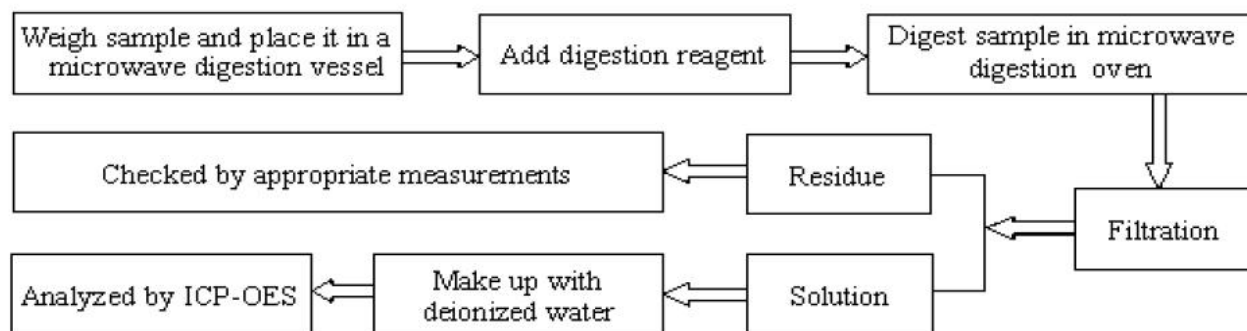 Weigh sample and place it in a
microwave digestion vessel
Add digestion reagent
Digest sample in microwave
digestion oven
Filtration
Residue
Checked by appropriate measurements
Solution
Make up with
deionized water
Analyzed by ICP-OES